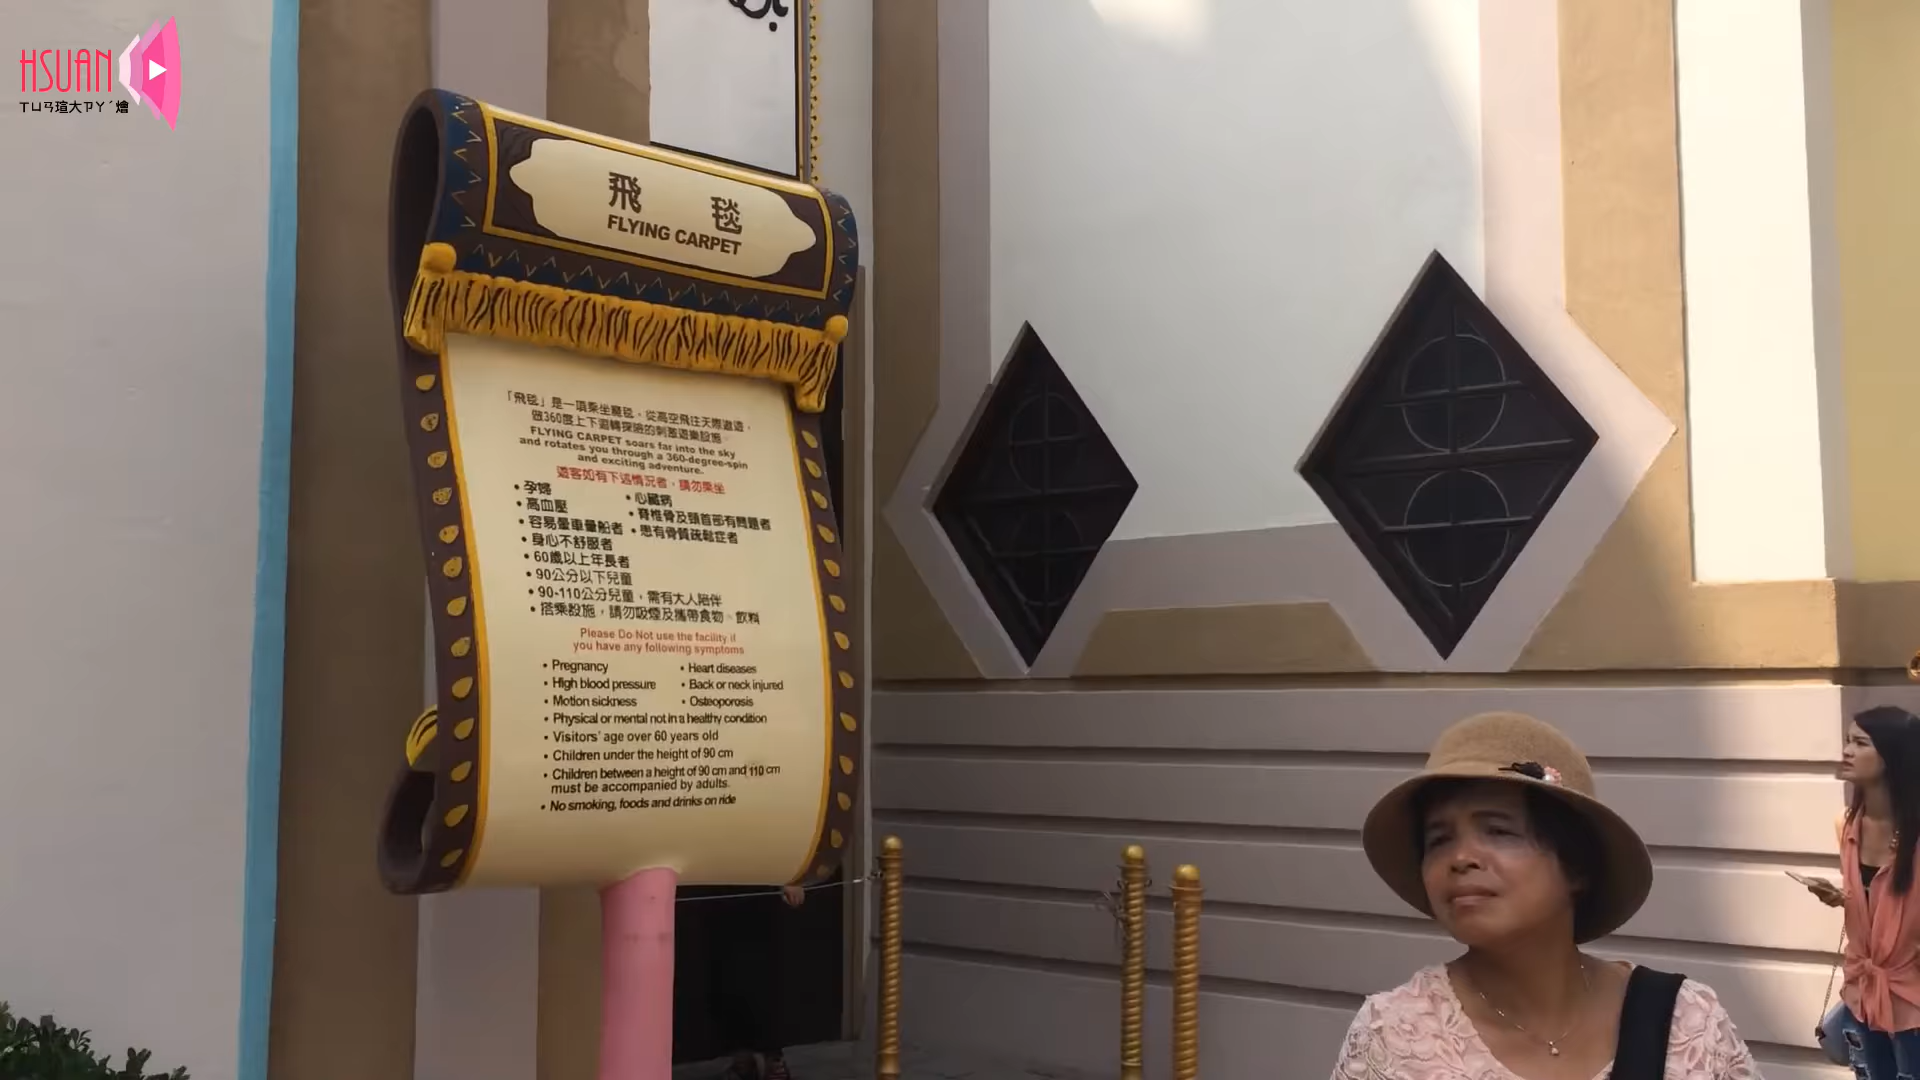 HSUAN
ㄒㄩㄢ瑄大ㄗㄚˊ燴
飛 毯
FLYING CARPET
「飛毯」是一項乘坐魔毯，從高空飛往天際遨遊，
做360度上下迴轉探險的刺激遊樂設施。
FLYING CARPET soars far into the sky
and rotates you through a 360-degree-spin
and exciting adventure.
遊客如有下述情況者，請勿乘坐
• 孕婦 • 心臟病
• 高血壓 • 脊椎骨及頸首部有問題者
• 容易暈車暈船者 • 患有骨質疏鬆症者
• 身心不舒服者
• 60歲以上年長者
• 90公分以下兒童
• 90-110公分兒童，需有大人陪伴
• 搭乘設施，請勿吸煙及攜帶食物、飲料
Please Do Not use the facility if
you have any following symptoms
• Pregnancy • Heart diseases
• High blood pressure • Back or neck injured
• Motion sickness • Osteoporosis
• Physical or mental not in a healthy condition
• Visitors' age over 60 years old
• Children under the height of 90 cm
• Children between a height of 90 cm and 110 cm
must be accompanied by adults.
• No smoking, foods and drinks on ride